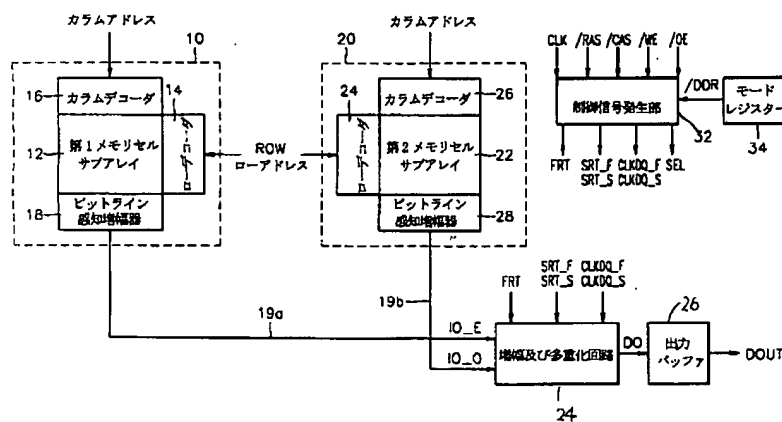 カラムアドレス
10
16
カラムデコーダ
14
12
第1メモリセル
サブアレイ
ローデコーダ
18
ビットライン
感知増幅器
ROW
ローアドレス
カラムアドレス
20
24
カラムデコーダ
26
ローデコーダ
第2メモリセル
サブアレイ
22
ビットライン
感知増幅器
28
CLK /RAS /CAS /WE /OE
制御信号発生部
32
/DDR
モード
レジスター
34
FRT SRT_F CLKDQ_F SEL
SRT_S CLKDQ_S
19a
19b
IO_E
IO_O
FRT SRT_F CLKDQ_F
SRT_S CLKDQ_S
増幅及び多重化回路
24
DO
26
出力
バッファ
DOUT